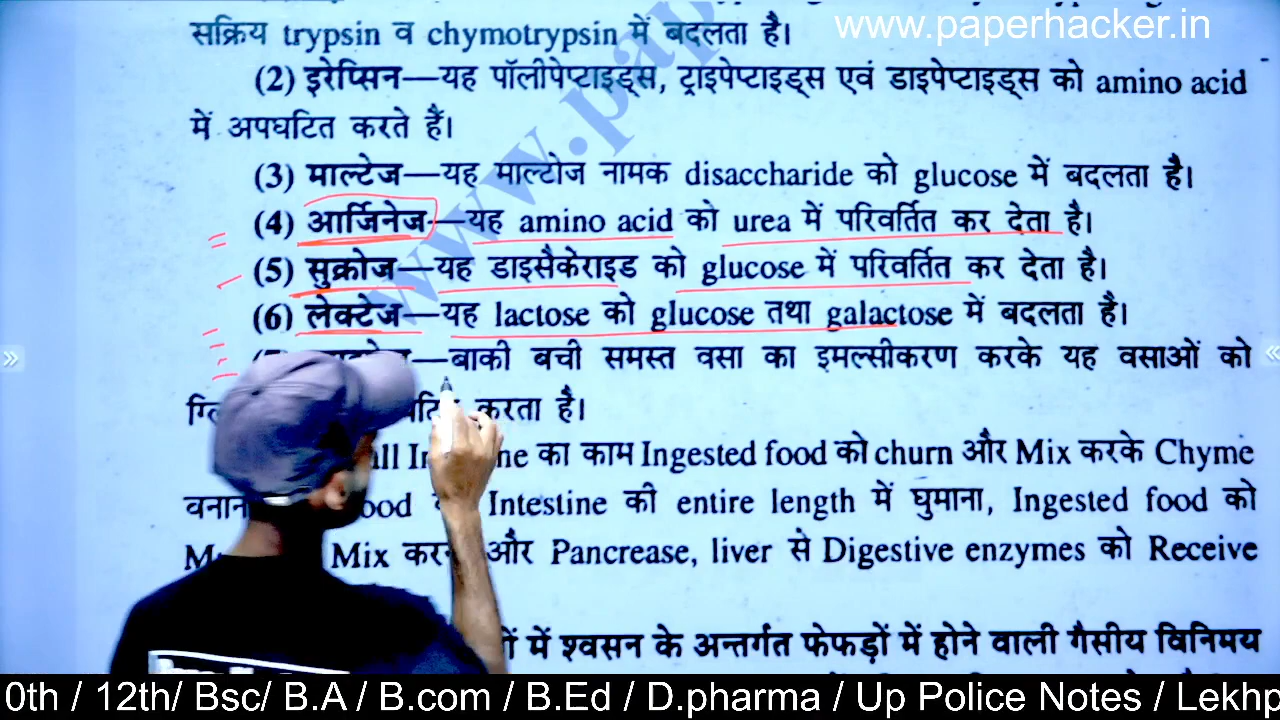 www.paperhacker.in
सक्रिय trypsin व chymotrypsin में बदलता है।
(2) इरेप्सिन—यह पॉलीपेप्टाइड्स, ट्राइपेप्टाइड्स एवं डाइपेप्टाइड्स को amino acid
में अपघटित करते हैं।
(3) माल्टेज—यह माल्टोज नामक disaccharide को glucose में बदलता है।
(4) आर्जिनेज—यह amino acid को urea में परिवर्तित कर देता है।
(5) सुक्रोज—यह डाइसैकेराइड को glucose में परिवर्तित कर देता है।
(6) लेक्टेज—यह lactose को glucose तथा galactose में बदलता है।
—बाकी बची समस्त वसा का इमल्सीकरण करके यह वसाओं को
करता है।
का काम Ingested food को churn और Mix करके Chyme
Intestine की entire length में घुमाना, Ingested food को
Mix और Pancrease, liver से Digestive enzymes को Receive
में श्वसन के अन्तर्गत फेफड़ों में होने वाली गैसीय विनिमय
0th / 12th/ Bsc/ B.A / B.com / B.Ed / D.pharma / Up Police Notes / Lekhp